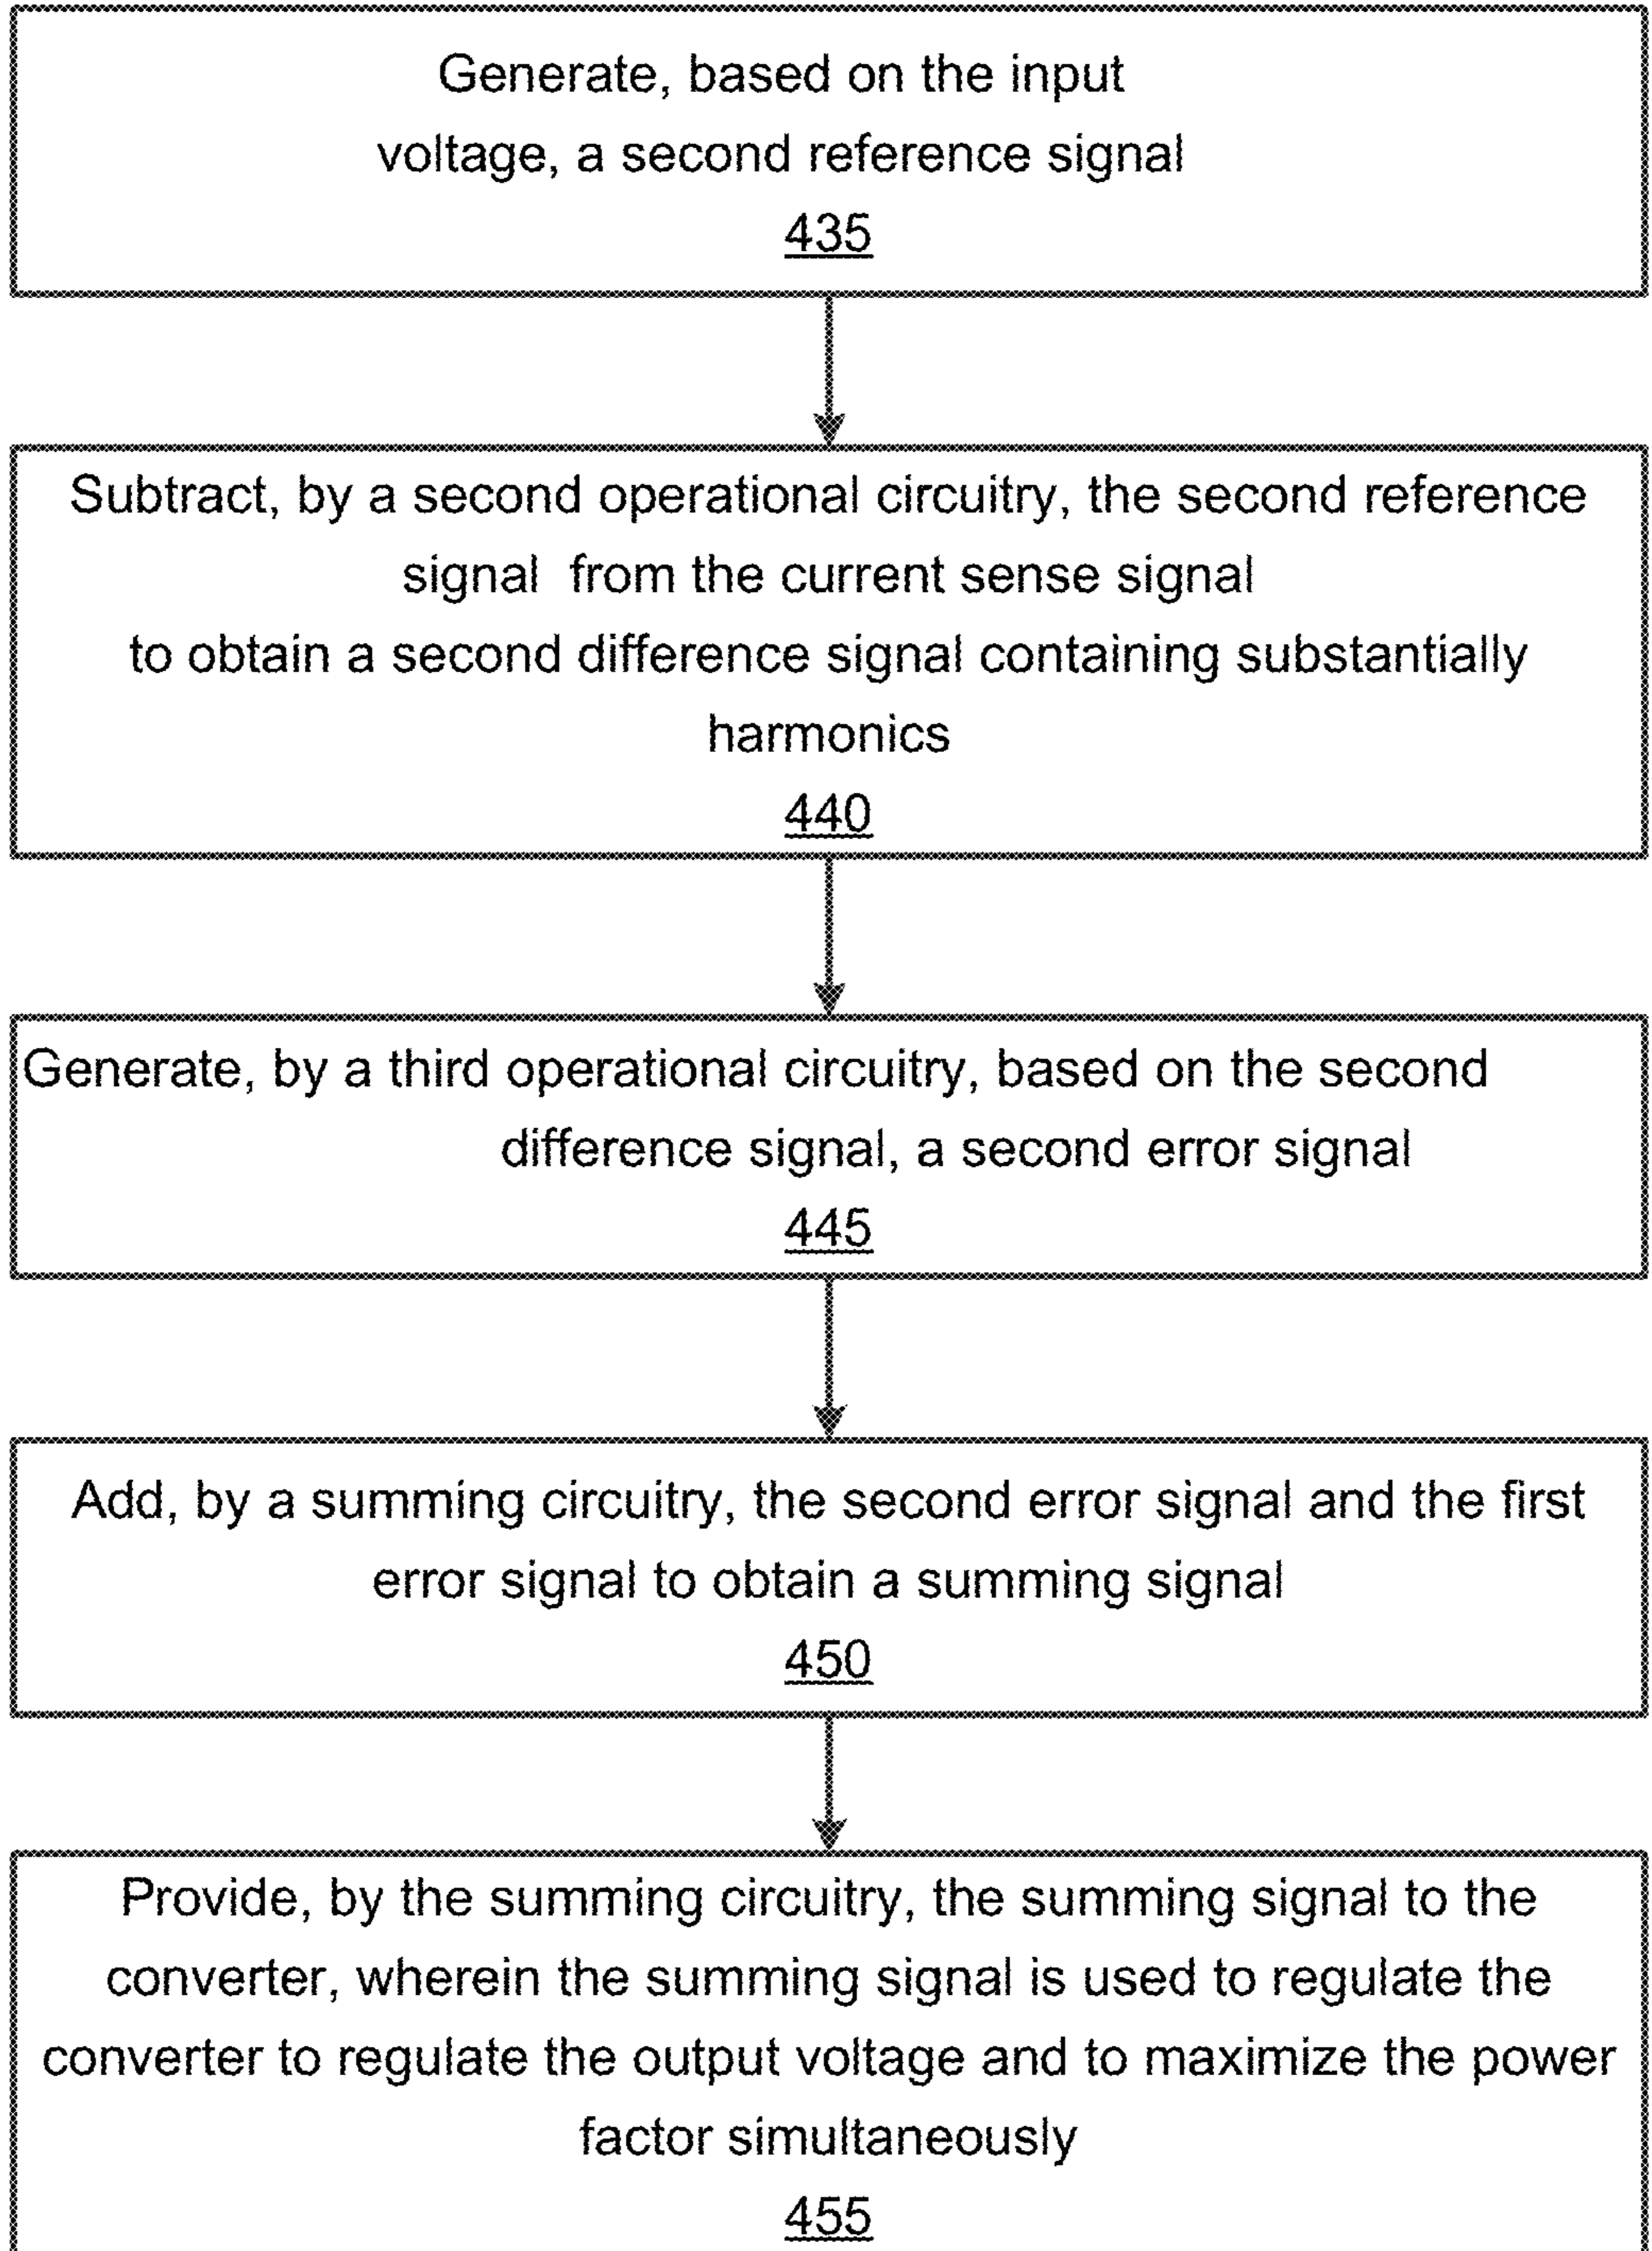 Generate, based on the input
voltage, a second reference signal
435
Subtract, by a second operational circuitry, the second reference
signal  from the current sense signal
to obtain a second difference signal containing substantially
harmonics
440
Generate, by a third operational circuitry, based on the second
difference signal, a second error signal
445
Add, by a summing circuitry, the second error signal and the first
error signal to obtain a summing signal
450
Provide, by the summing circuitry, the summing signal to the
converter, wherein the summing signal is used to regulate the
converter to regulate the output voltage and to maximize the power
factor simultaneously
455